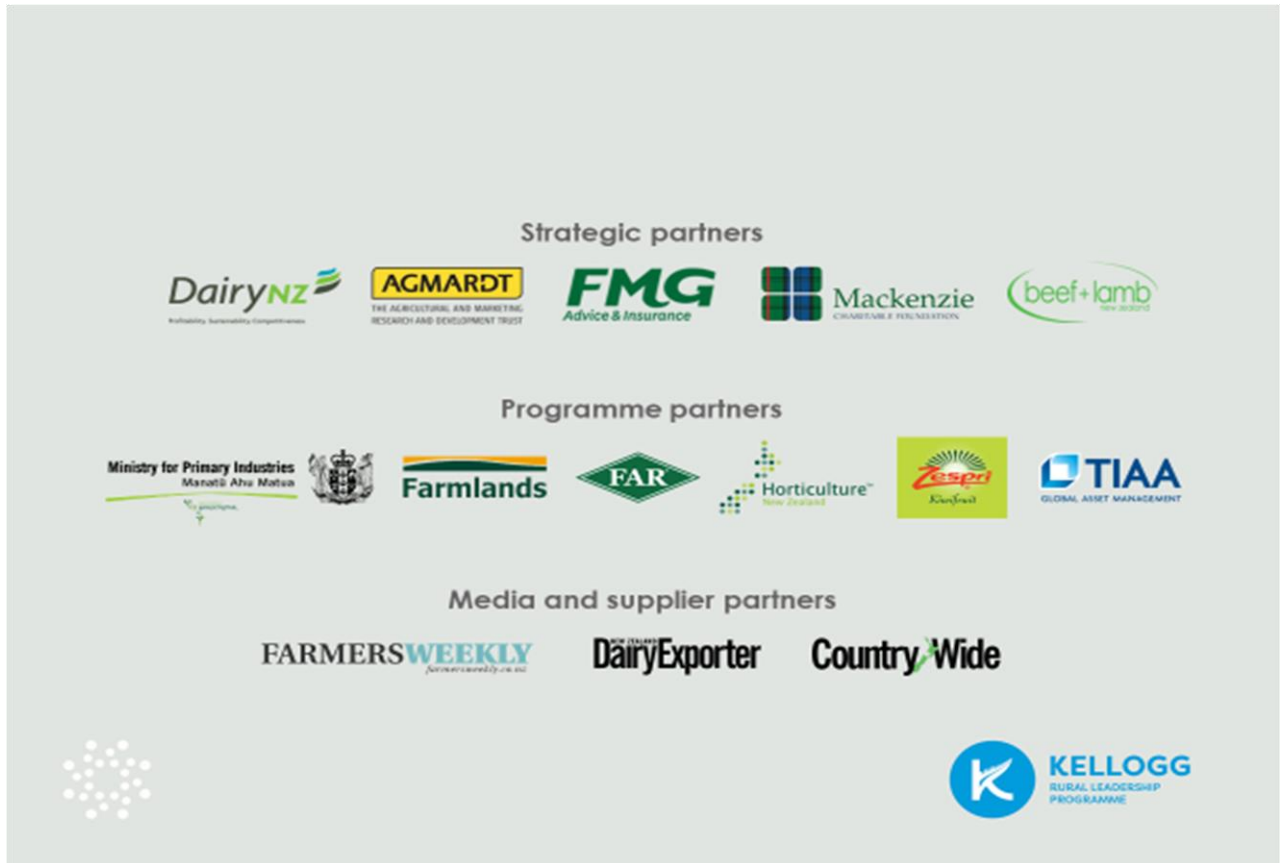 Strategic partners
DairyNZ
Profitability. Sustainability. Competitiveness
AGMARDT
THE AGRICULTURAL AND MARKETING
RESEARCH AND DEVELOPMENT TRUST
FMG
Advice & Insurance
Mackenzie
CHARITABLE FOUNDATION
beef+lamb
new zealand
Programme partners
Ministry for Primary Industries
Manatū Ahu Matua
Farmlands
FAR
Horticulture™
New Zealand
Zespri
Kiwifruit
TIAA
GLOBAL ASSET MANAGEMENT
Media and supplier partners
FARMERSWEEKLY
farmersweekly.co.nz
NEW ZEALAND
DairyExporter
CountryWide
KELLOGG
RURAL LEADERSHIP
PROGRAMME